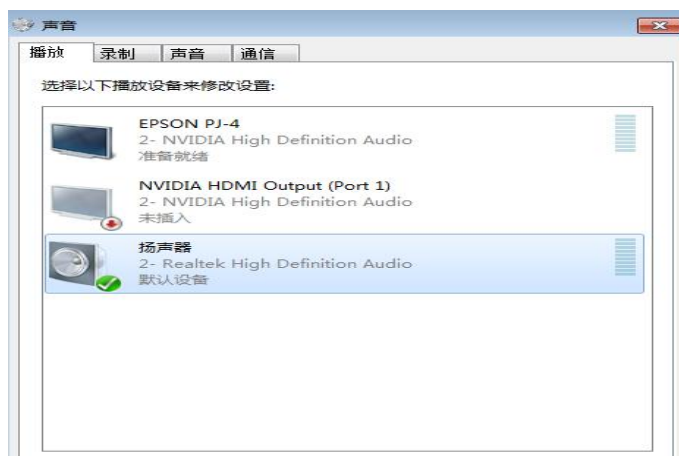 声音
播放 录制 声音 通信
选择以下播放设备来修改设置:
EPSON PJ-4
2- NVIDIA High Definition Audio
准备就绪
NVIDIA HDMI Output (Port 1)
2- NVIDIA High Definition Audio
未插入
扬声器
2- Realtek High Definition Audio
默认设备